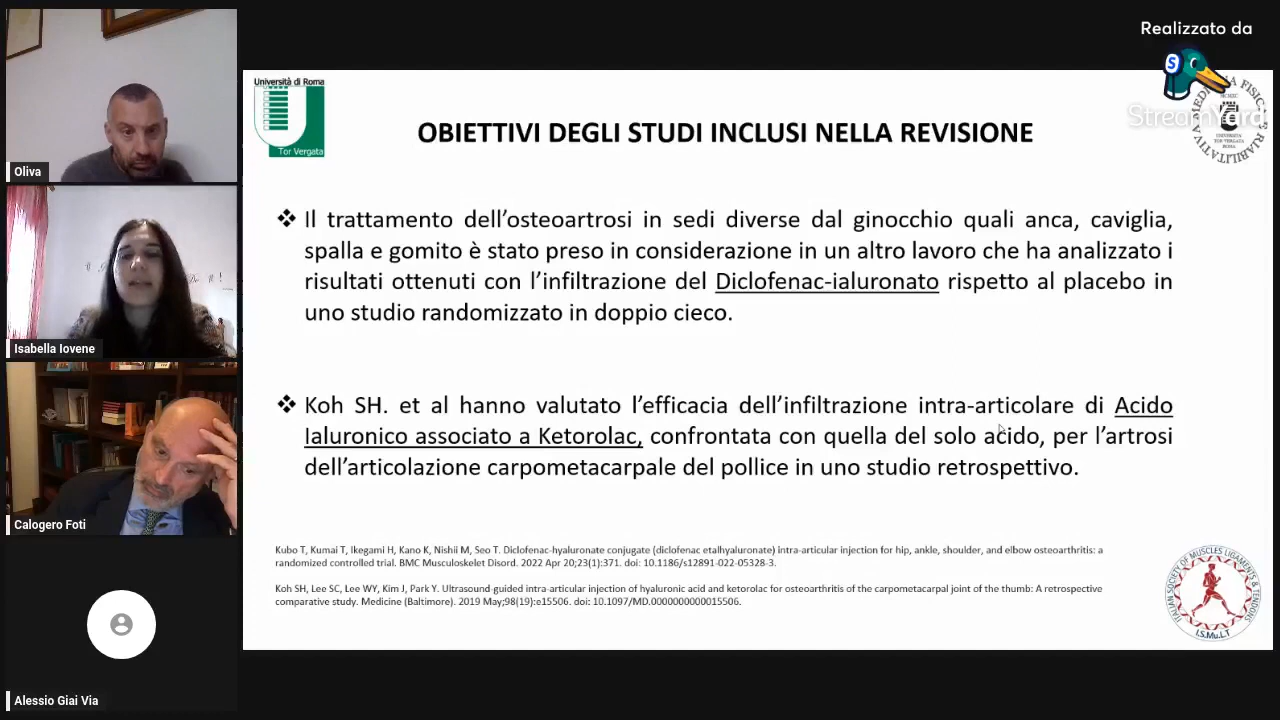 Realizzato da
StreamYard
Oliva
Isabella Iovene
Calogero Foti
Alessio Giai Via
Università di Roma
Tor Vergata
OBIETTIVI DEGLI STUDI INCLUSI NELLA REVISIONE
❖ Il trattamento dell'osteoartrosi in sedi diverse dal ginocchio quali anca, caviglia,
spalla e gomito è stato preso in considerazione in un altro lavoro che ha analizzato i
risultati ottenuti con l'infiltrazione del Diclofenac-ialuronato rispetto al placebo in
uno studio randomizzato in doppio cieco.
❖ Koh SH. et al hanno valutato l'efficacia dell'infiltrazione intra-articolare di Acido
Ialuronico associato a Ketorolac, confrontata con quella del solo acido, per l'artrosi
dell'articolazione carpometacarpale del pollice in uno studio retrospettivo.
Kubo T, Kumai T, Ikegami H, Kano K, Nishii M, Seo T. Diclofenac-hyaluronate conjugate (diclofenac etalhyaluronate) intra-articular injection for hip, ankle, shoulder, and elbow osteoarthritis: a
randomized controlled trial. BMC Musculoskelet Disord. 2022 Apr 20;23(1):371. doi: 10.1186/s12891-022-05328-3.
Koh SH, Lee SC, Lee WY, Kim J, Park Y. Ultrasound-guided intra-articular injection of hyaluronic acid and ketorolac for osteoarthritis of the carpometacarpal joint of the thumb: A retrospective
comparative study. Medicine (Baltimore). 2019 May;98(19):e15506. doi: 10.1097/MD.0000000000015506.
ITALIAN SOCIETY OF MUSCLES LIGAMENTS & TENDONS
I.S.Mu.L.T